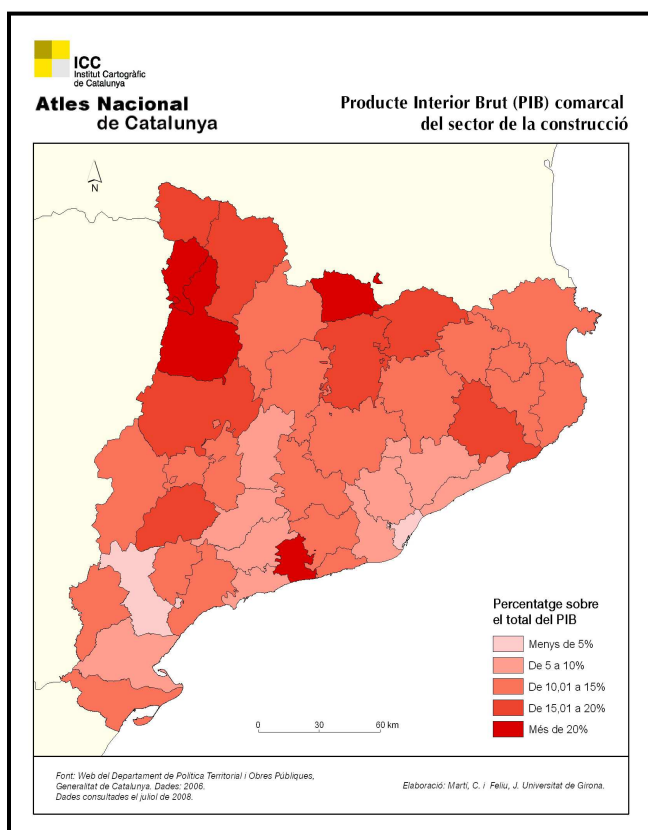 ICC
Institut Cartogràfic
de Catalunya
Atles Nacional
de Catalunya
Producte Interior Brut (PIB) comarcal
del sector de la construcció
N
Percentatge sobre
el total del PIB
Menys de 5%
De 5 a 10%
De 10,01 a 15%
De 15,01 a 20%
Més de 20%
0 30 60 km
Font: Web del Departament de Política Territorial i Obres Públiques,
Generalitat de Catalunya. Dades: 2006.
Dades consultades el juliol de 2008.
Elaboració: Martí, C. i Feliu, J. Universitat de Girona.